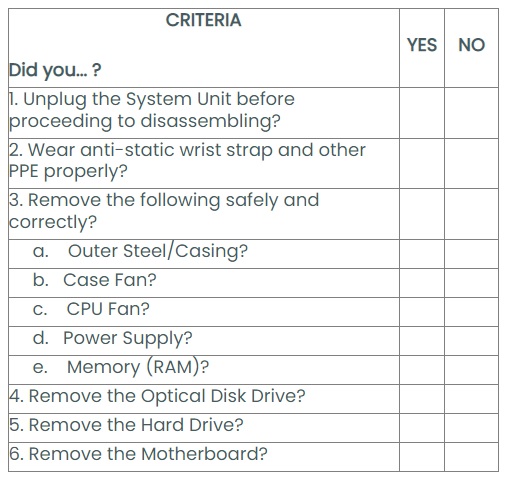 CRITERIA
YES NO
Did you... ?
1. Unplug the System Unit before
proceeding to disassembling?
2. Wear anti-static wrist strap and other
PPE properly?
3. Remove the following safely and
correctly?
a. Outer Steel/Casing?
b. Case Fan?
c. CPU Fan?
d. Power Supply?
e. Memory (RAM)?
4. Remove the Optical Disk Drive?
5. Remove the Hard Drive?
6. Remove the Motherboard?